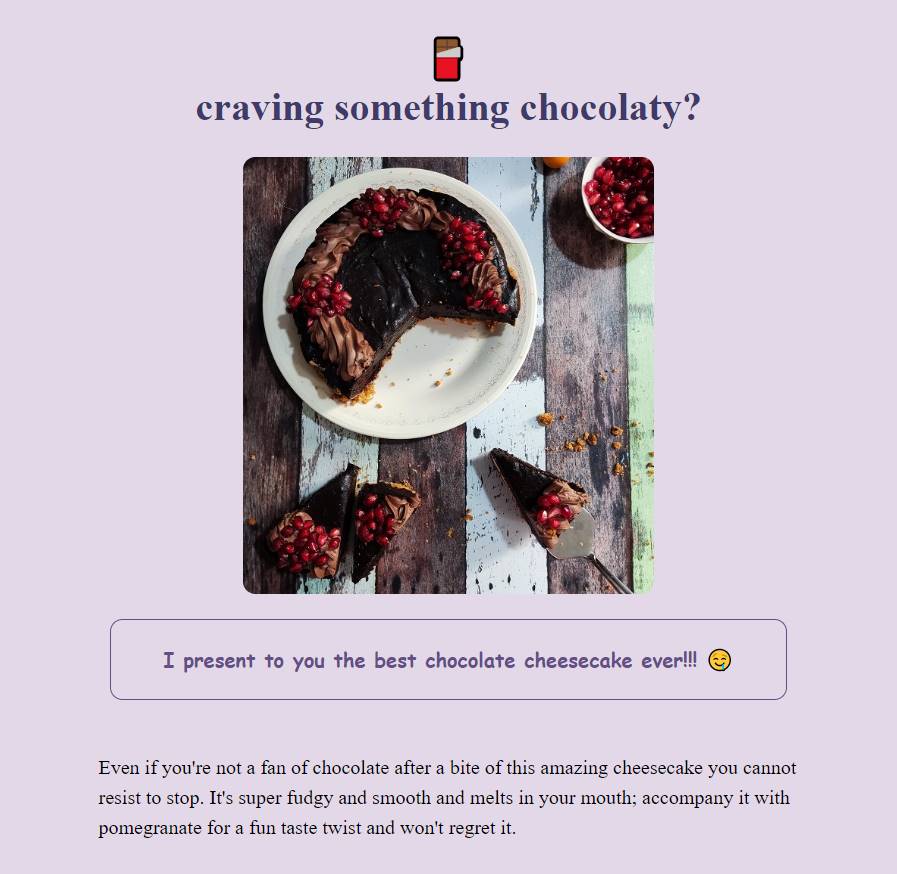 craving something chocolaty?
I present to you the best chocolate cheesecake ever!!! 🤤
Even if you're not a fan of chocolate after a bite of this amazing cheesecake you cannot
resist to stop. It's super fudgy and smooth and melts in your mouth; accompany it with
pomegranate for a fun taste twist and won't regret it.